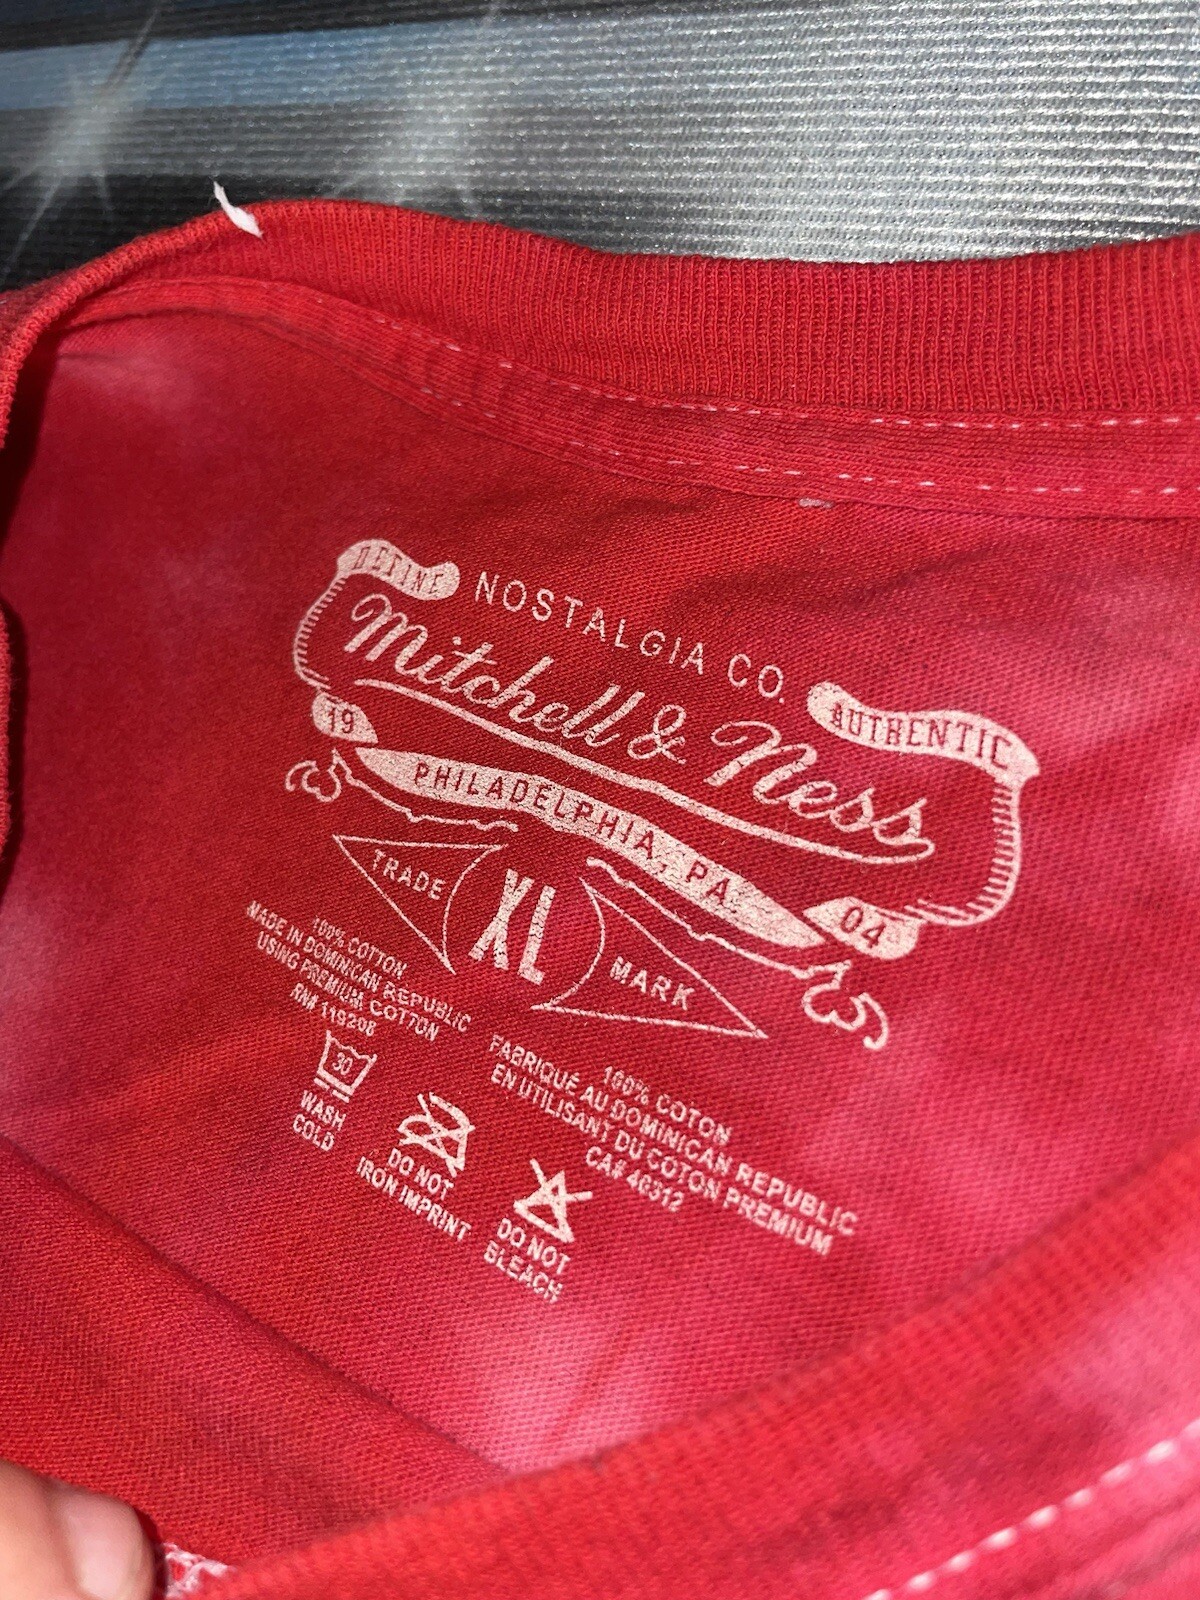 DEFINE
NOSTALGIA CO.
AUTHENTIC
Mitchell & Ness
19
PHILADELPHIA, PA.
04
TRADE
XL
MARK
100% COTTON
MADE IN DOMINICAN REPUBLIC
USING PREMIUM COTTON
RN# 119208
30
WASH
COLD
DO NOT
IRON IMPRINT
DO NOT
BLEACH
100% COTON
FABRIQUÉ AU DOMINICAN REPUBLIC
EN UTILISANT DU COTON PREMIUM
CA# 40312